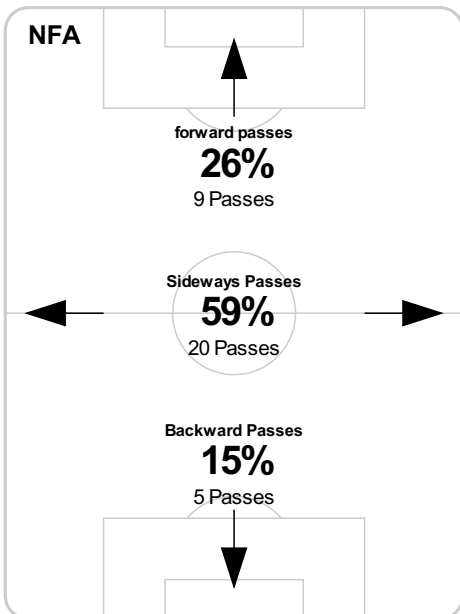 NFA
forward passes
26%
9 Passes
Sideways Passes
59%
20 Passes
Backward Passes
15%
5 Passes